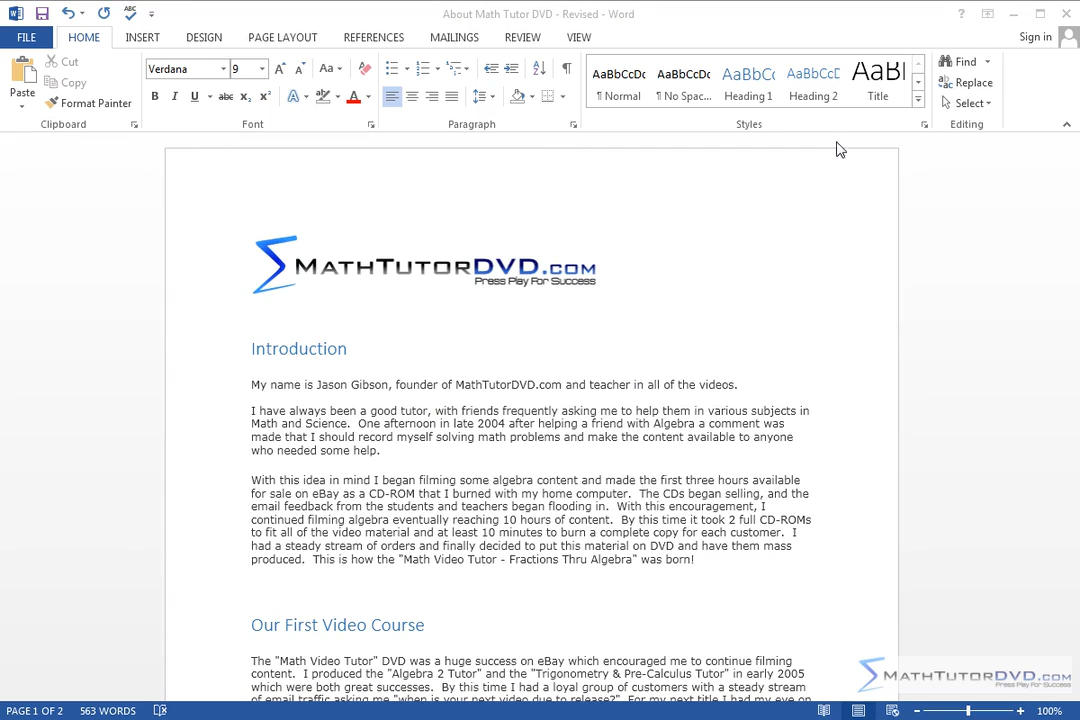 ABC
About Math Tutor DVD - Revised - Word
?
FILE
HOME
INSERT
DESIGN
PAGE LAYOUT
REFERENCES
MAILINGS
REVIEW
VIEW
Sign in
Paste
Cut
Copy
Format Painter
Clipboard
Verdana
9
A A Aa
B I U abc X₂ X² A A
Font
Paragraph
AaBbCcDc AaBbCcDc AaBbCc AaBbCcD AaBl
¶ Normal ¶ No Spac... Heading 1 Heading 2 Title
Styles
Find
Replace
Select
Editing
MATHTUTORDVD.COM
Press Play For Success
Introduction
My name is Jason Gibson, founder of MathTutorDVD.com and teacher in all of the videos.
I have always been a good tutor, with friends frequently asking me to help them in various subjects in
Math and Science.  One afternoon in late 2004 after helping a friend with Algebra a comment was
made that I should record myself solving math problems and make the content available to anyone
who needed some help.
With this idea in mind I began filming some algebra content and made the first three hours available
for sale on eBay as a CD-ROM that I burned with my home computer.  The CDs began selling, and the
email feedback from the students and teachers began flooding in.  With this encouragement, I
continued filming algebra eventually reaching 10 hours of content.  By this time it took 2 full CD-ROMs
to fit all of the video material and at least 10 minutes to burn a complete copy for each customer.  I
had a steady stream of orders and finally decided to put this material on DVD and have them mass
produced.  This is how the "Math Video Tutor - Fractions Thru Algebra" was born!
Our First Video Course
The "Math Video Tutor" DVD was a huge success on eBay which encouraged me to continue filming
content.  I produced the "Algebra 2 Tutor" and the "Trigonometry & Pre-Calculus Tutor" in early 2005
which were both great successes.  By this time I had a loyal group of customers with a steady stream
of email traffic asking me "when is your next video due to release?"  For my next title I had my eye on
MATHTUTORDVD.COM
Press Play For Success
PAGE 1 OF 2
563 WORDS
100%